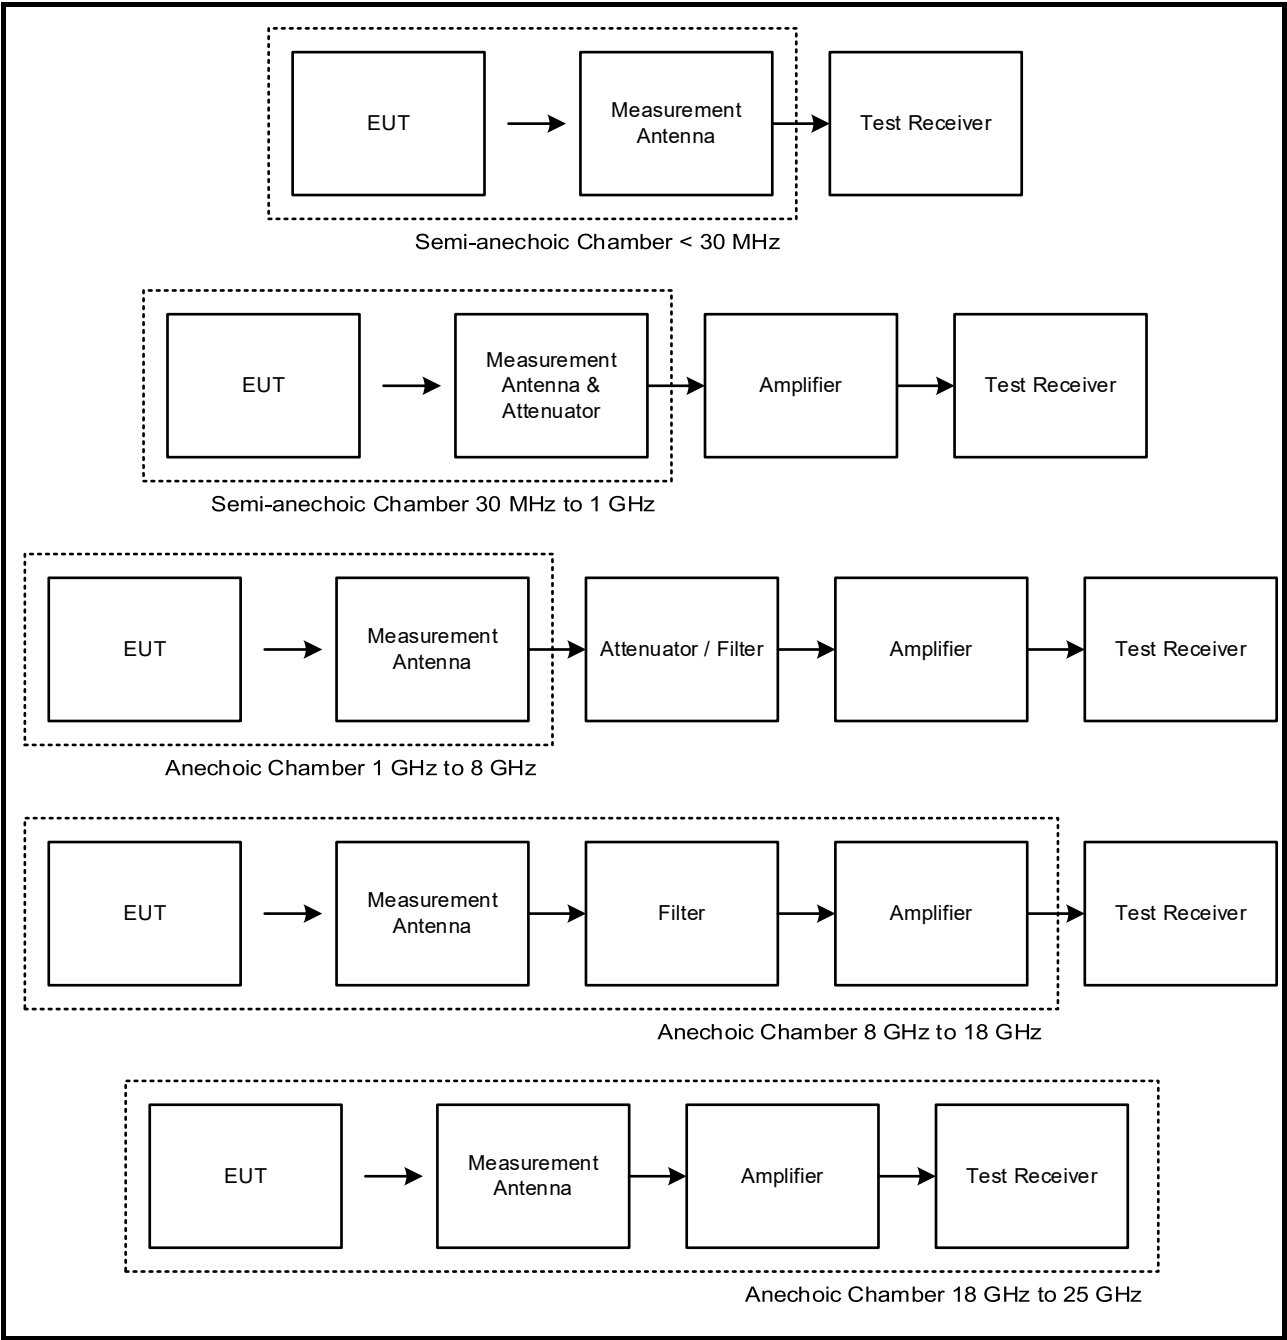 EUT
Measurement
Antenna
Test Receiver
Semi-anechoic Chamber < 30 MHz
EUT
Measurement
Antenna &
Attenuator
Amplifier
Test Receiver
Semi-anechoic Chamber 30 MHz to 1 GHz
EUT
Measurement
Antenna
Attenuator / Filter
Amplifier
Test Receiver
Anechoic Chamber 1 GHz to 8 GHz
EUT
Measurement
Antenna
Filter
Amplifier
Test Receiver
Anechoic Chamber 8 GHz to 18 GHz
EUT
Measurement
Antenna
Amplifier
Test Receiver
Anechoic Chamber 18 GHz to 25 GHz